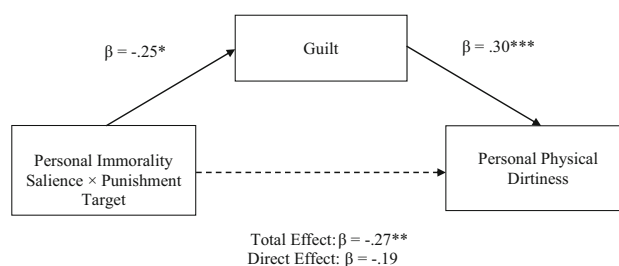 β = -.25*
Guilt
β = .30***
Personal Immorality
Salience × Punishment
Target
Personal Physical
Dirtiness
Total Effect: β = -.27**
Direct Effect: β = -.19